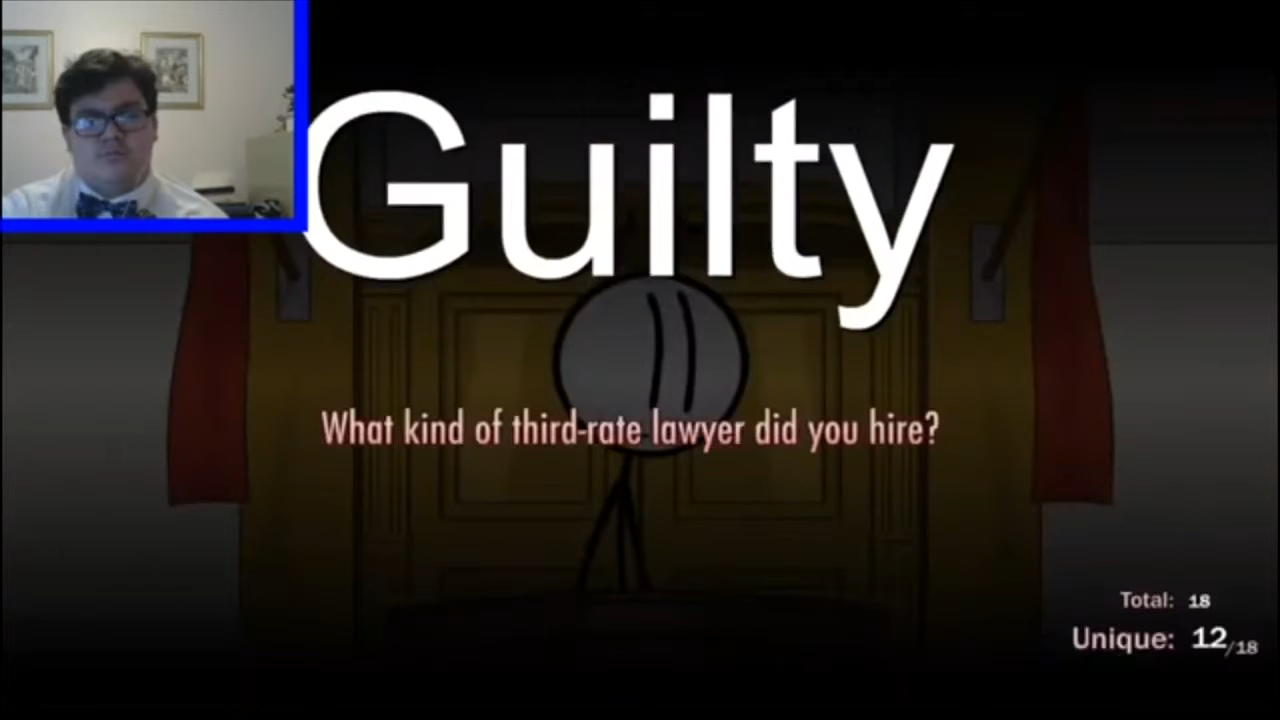 Guilty
What kind of third-rate lawyer did you hire?
Total: 18
Unique: 12/18